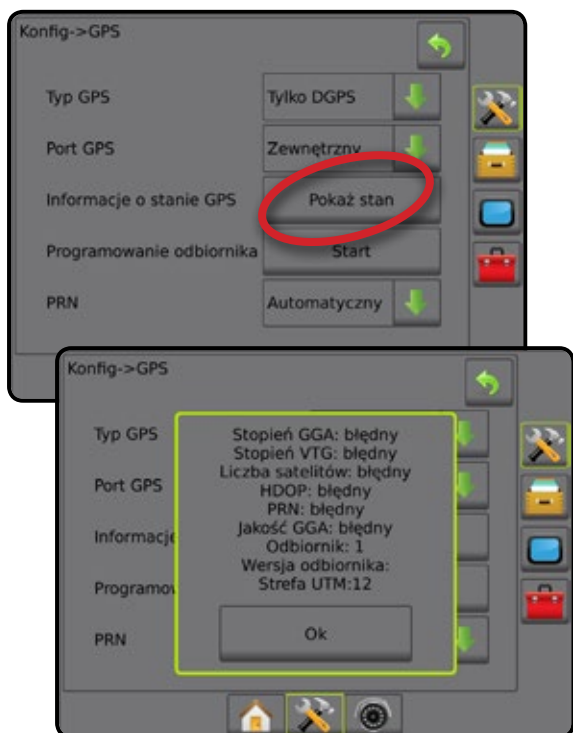 Konfig->GPS
Typ GPS Tylko DGPS
Port GPS Zewnętrzny
Informacje o stanie GPS Pokaż stan
Programowanie odbiornika Start
PRN Automatyczny
Konfig->GPS
Typ GPS
Port GPS
Informacje
Programow
PRN
Stopień GGA: błędny
Stopień VTG: błędny
Liczba satelitów: błędny
HDOP: błędny
PRN: błędny
Jakość GGA: błędny
Odbiornik: 1
Wersja odbiornika:
Strefa UTM:12
Ok